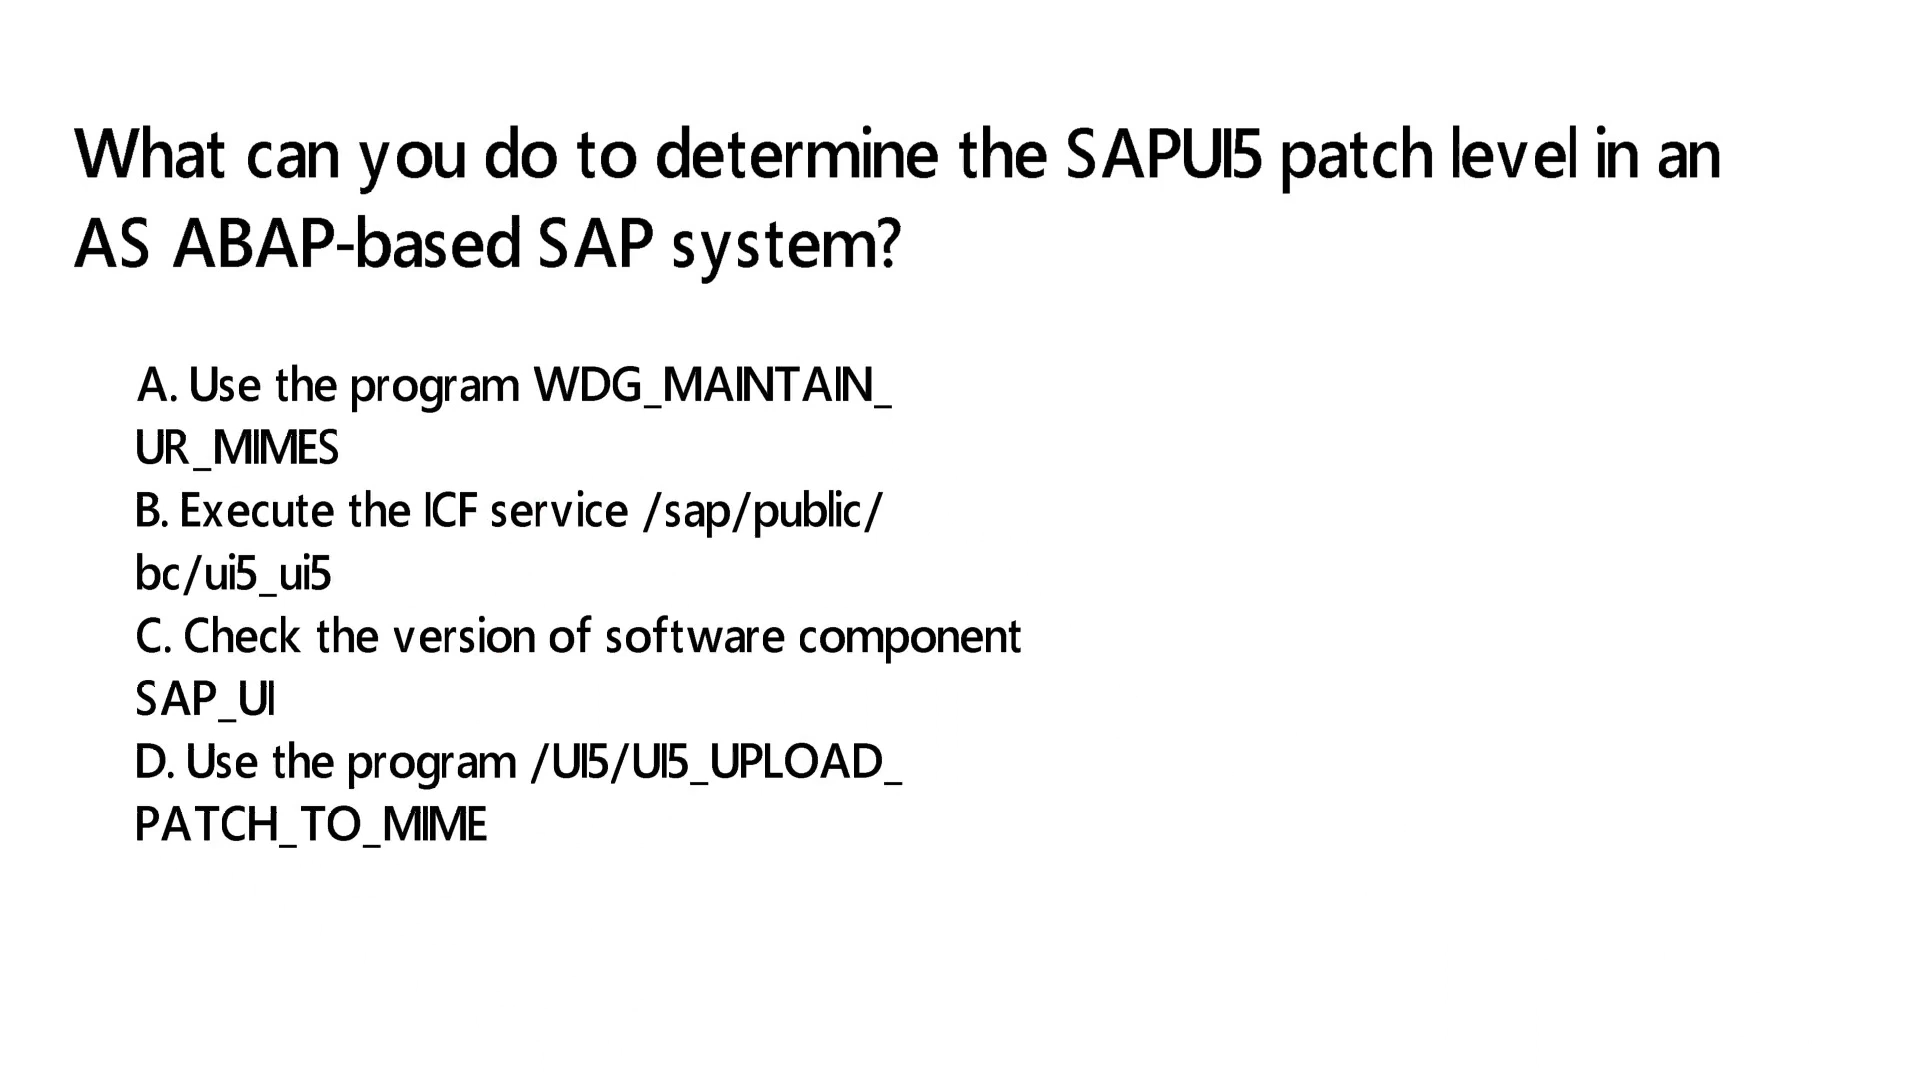 What can you do to determine the SAPUI5 patch level in an
AS ABAP-based SAP system?
A. Use the program WDG_MAINTAIN_
UR_MIMES
B. Execute the ICF service /sap/public/
bc/ui5_ui5
C. Check the version of software component
SAP_UI
D. Use the program /UI5/UI5_UPLOAD_
PATCH_TO_MIME